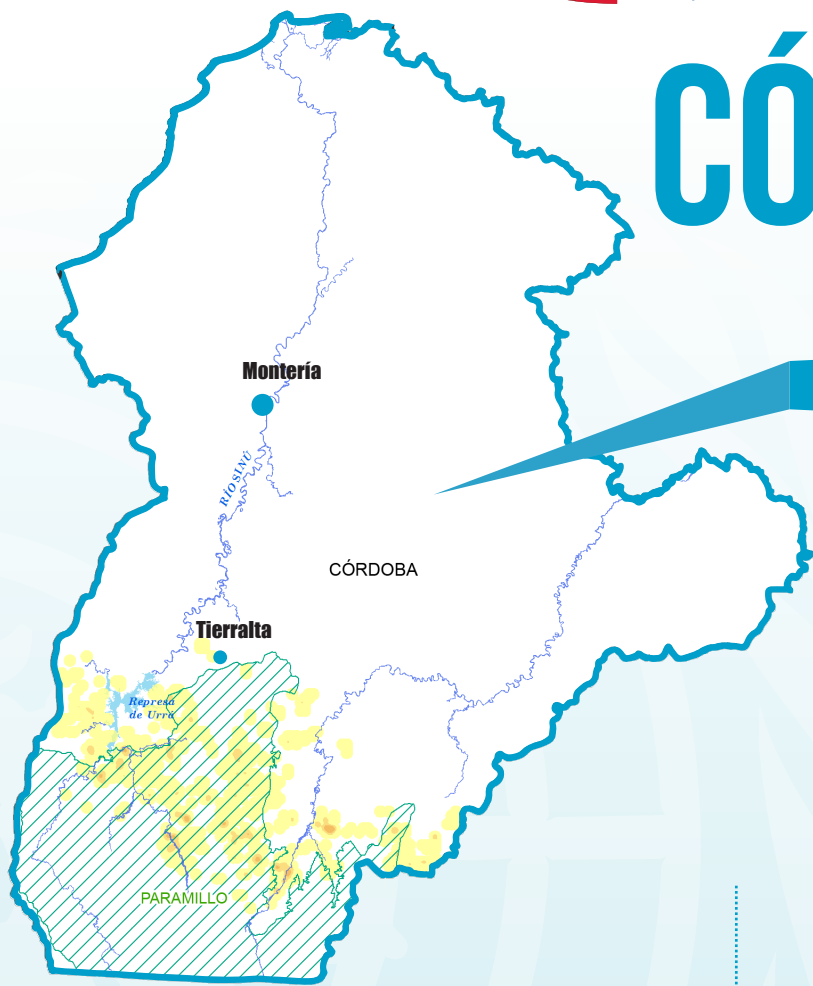 CÓ
Montería
RÍO SINÚ
CÓRDOBA
Tierralta
Represa
de Urrá
PARAMILLO